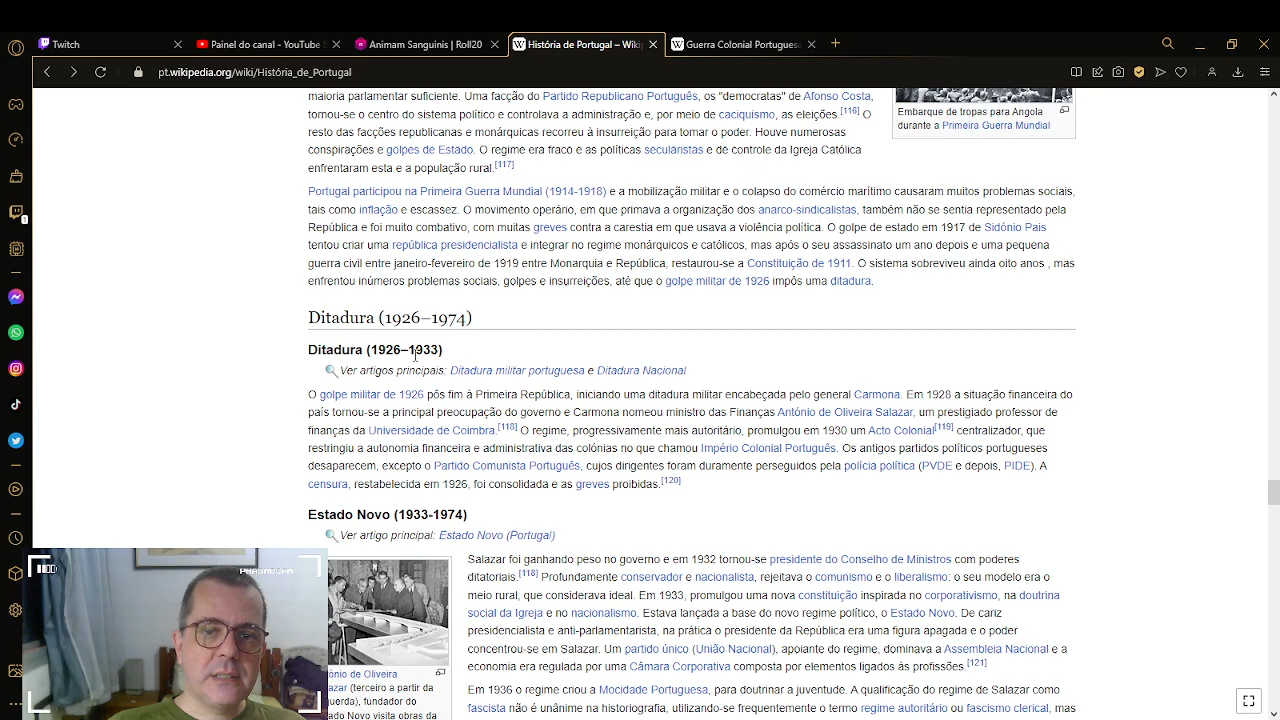 Twitch
Painel do canal - YouTube S
Animam Sanguinis | Roll20
História de Portugal – Wiki
Guerra Colonial Portuguesa
pt.wikipedia.org/wiki/História_de_Portugal
maioria parlamentar suficiente. Uma facção do Partido Republicano Português, os "democratas" de Afonso Costa,
tornou-se o centro do sistema político e controlava a administração e, por meio de caciquismo, as eleições.[116] O
resto das facções republicanas e monárquicas recorreu à insurreição para tomar o poder. Houve numerosas
conspirações e golpes de Estado. O regime era fraco e as políticas secularistas e de controle da Igreja Católica
enfrentaram esta e a população rural.[117]
Embarque de tropas para Angola
durante a Primeira Guerra Mundial
Portugal participou na Primeira Guerra Mundial (1914-1918) e a mobilização militar e o colapso do comércio marítimo causaram muitos problemas sociais,
tais como inflação e escassez. O movimento operário, em que primava a organização dos anarco-sindicalistas, também não se sentia representado pela
República e foi muito combativo, com muitas greves contra a carestia em que usava a violência política. O golpe de estado em 1917 de Sidónio Pais
tentou criar uma república presidencialista e integrar no regime monárquicos e católicos, mas após o seu assassinato um ano depois e uma pequena
guerra civil entre janeiro-fevereiro de 1919 entre Monarquia e República, restaurou-se a Constituição de 1911. O sistema sobreviveu ainda oito anos , mas
enfrentou inúmeros problemas sociais, golpes e insurreições, até que o golpe militar de 1926 impôs uma ditadura.
Ditadura (1926–1974)
Ditadura (1926–1933)
Ver artigos principais: Ditadura militar portuguesa e Ditadura Nacional
O golpe militar de 1926 pôs fim à Primeira República, iniciando uma ditadura militar encabeçada pelo general Carmona. Em 1928 a situação financeira do
país tornou-se a principal preocupação do governo e Carmona nomeou ministro das Finanças António de Oliveira Salazar, um prestigiado professor de
finanças da Universidade de Coimbra.[118] O regime, progressivamente mais autoritário, promulgou em 1930 um Acto Colonial[119] centralizador, que
restringiu a autonomia financeira e administrativa das colónias no que chamou Império Colonial Português. Os antigos partidos políticos portugueses
desaparecem, excepto o Partido Comunista Português, cujos dirigentes foram duramente perseguidos pela polícia política (PVDE e depois, PIDE). A
censura, restabelecida em 1926, foi consolidada e as greves proibidas.[120]
Estado Novo (1933-1974)
Ver artigo principal: Estado Novo (Portugal)
Salazar foi ganhando peso no governo e em 1932 tornou-se presidente do Conselho de Ministros com poderes
ditatoriais.[118] Profundamente conservador e nacionalista, rejeitava o comunismo e o liberalismo: o seu modelo era o
meio rural, que considerava ideal. Em 1933, promulgou uma nova constituição inspirada no corporativismo, na doutrina
social da Igreja e no nacionalismo. Estava lançada a base do novo regime político, o Estado Novo. De cariz
presidencialista e anti-parlamentarista, na prática o presidente da República era uma figura apagada e o poder
concentrou-se em Salazar. Um partido único (União Nacional), apoiante do regime, dominava a Assembleia Nacional e a
economia era regulada por uma Câmara Corporativa composta por elementos ligados às profissões.[121]
ónio de Oliveira
azar (terceiro a partir da
uerda), fundador do
do Novo visita obras da
Em 1936 o regime criou a Mocidade Portuguesa, para doutrinar a juventude. A qualificação do regime de Salazar como
fascista não é unânime na historiografia, utilizando-se frequentemente o termo regime autoritário ou fascismo clerical, mas